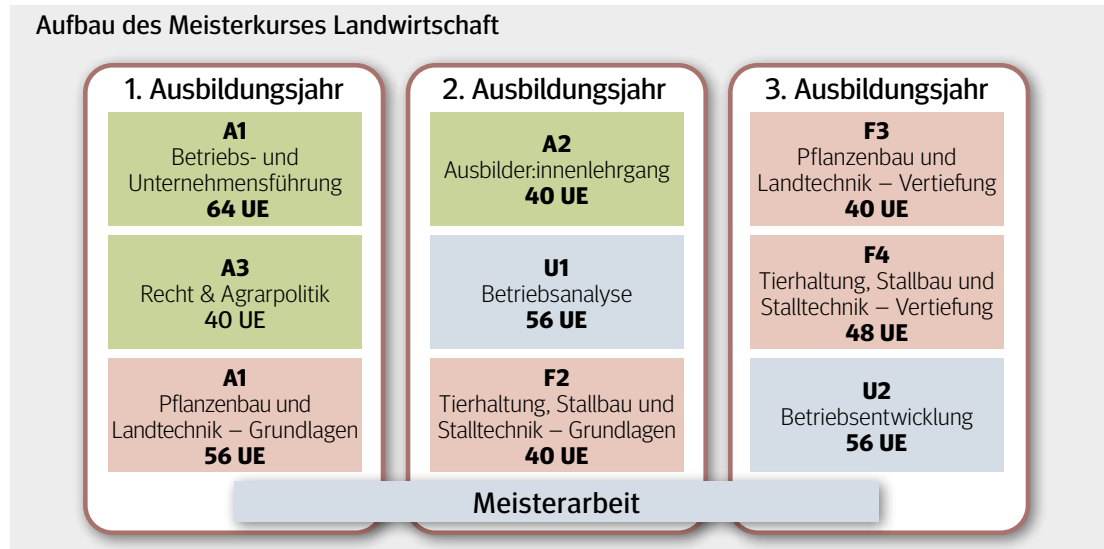 Aufbau des Meisterkurses Landwirtschaft
1. Ausbildungsjahr
A1
Betriebs- und
Unternehmensführung
64 UE
A3
Recht & Agrarpolitik
40 UE
A1
Pflanzenbau und
Landtechnik – Grundlagen
56 UE
2. Ausbildungsjahr
A2
Ausbilder:innenlehrgang
40 UE
U1
Betriebsanalyse
56 UE
F2
Tierhaltung, Stallbau und
Stalltechnik – Grundlagen
40 UE
3. Ausbildungsjahr
F3
Pflanzenbau und
Landtechnik – Vertiefung
40 UE
F4
Tierhaltung, Stallbau und
Stalltechnik – Vertiefung
48 UE
U2
Betriebsentwicklung
56 UE
Meisterarbeit